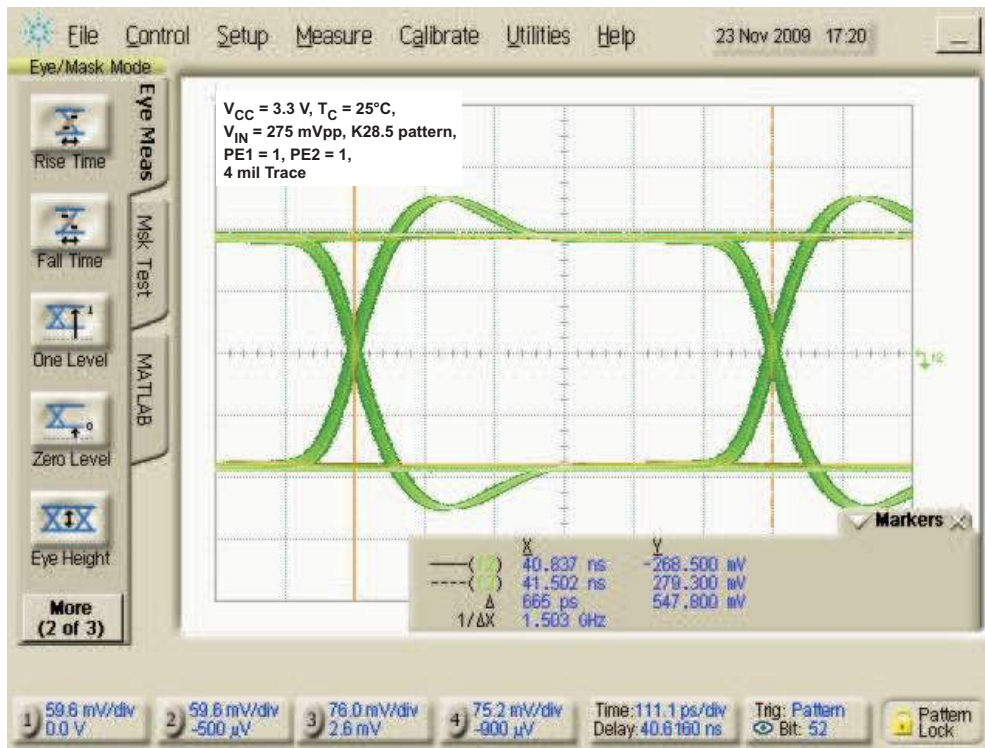 File Control Setup Measure Calibrate Utilities Help 23 Nov 2009 17:20
Eye/Mask Mode
Eye Meas
Msk Test
MATLAB
Rise Time
Fall Time
One Level
Zero Level
Eye Height
More
(2 of 3)
VCC = 3.3 V, TC = 25°C,
VIN = 275 mVpp, K28.5 pattern,
PE1 = 1, PE2 = 1,
4 mil Trace
Markers
X Y
40.837 ns -268.500 mV
41.502 ns 279.300 mV
Δ 665 ps 547.800 mV
1/ΔX 1.503 GHz
1) 59.6 mV/div
0.0 V
2) 59.6 mV/div
-500 µV
3) 76.0 mV/div
2.6 mV
4) 75.2 mV/div
-900 µV
Time:111.1 ps/div
Delay:40.6160 ns
Trig: Pattern
Bit: 52
Pattern
Lock